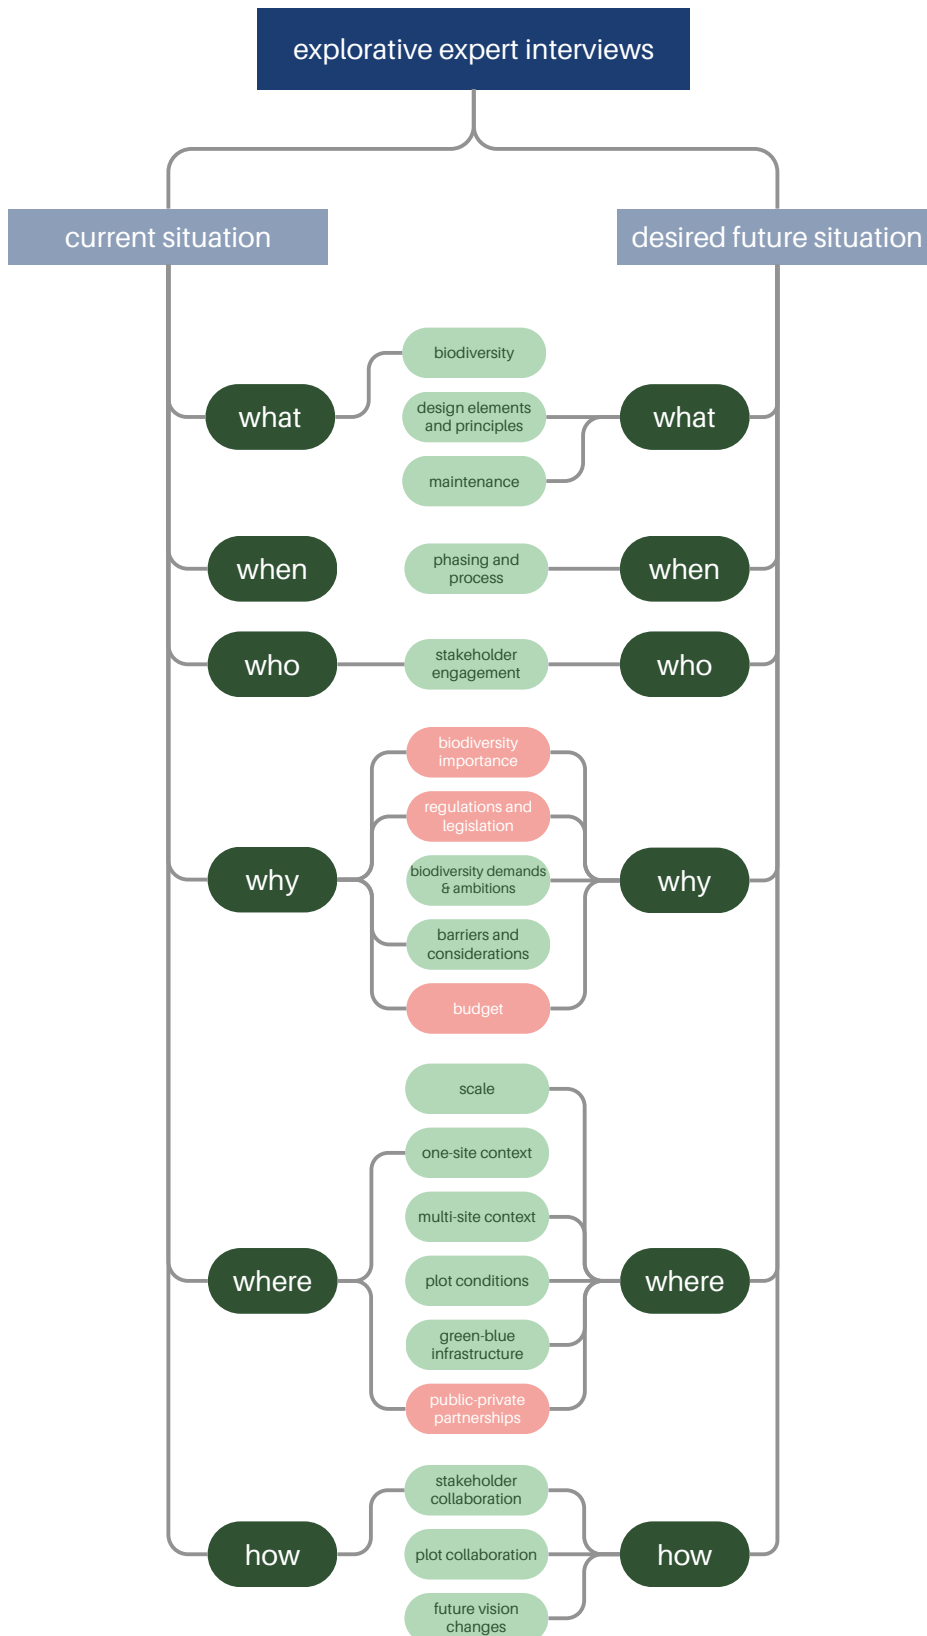 explorative expert interviews
current situation
desired future situation
biodiversity
what
design elements
and principles
what
maintenance
when
phasing and
process
when
who
stakeholder
engagement
who
biodiversity
importance
regulations and
legislation
why
biodiversity demands
& ambitions
why
barriers and
considerations
budget
scale
one-site context
multi-site context
where
plot conditions
where
green-blue
infrastructure
public-private
partnerships
stakeholder
collaboration
how
plot collaboration
how
future vision
changes